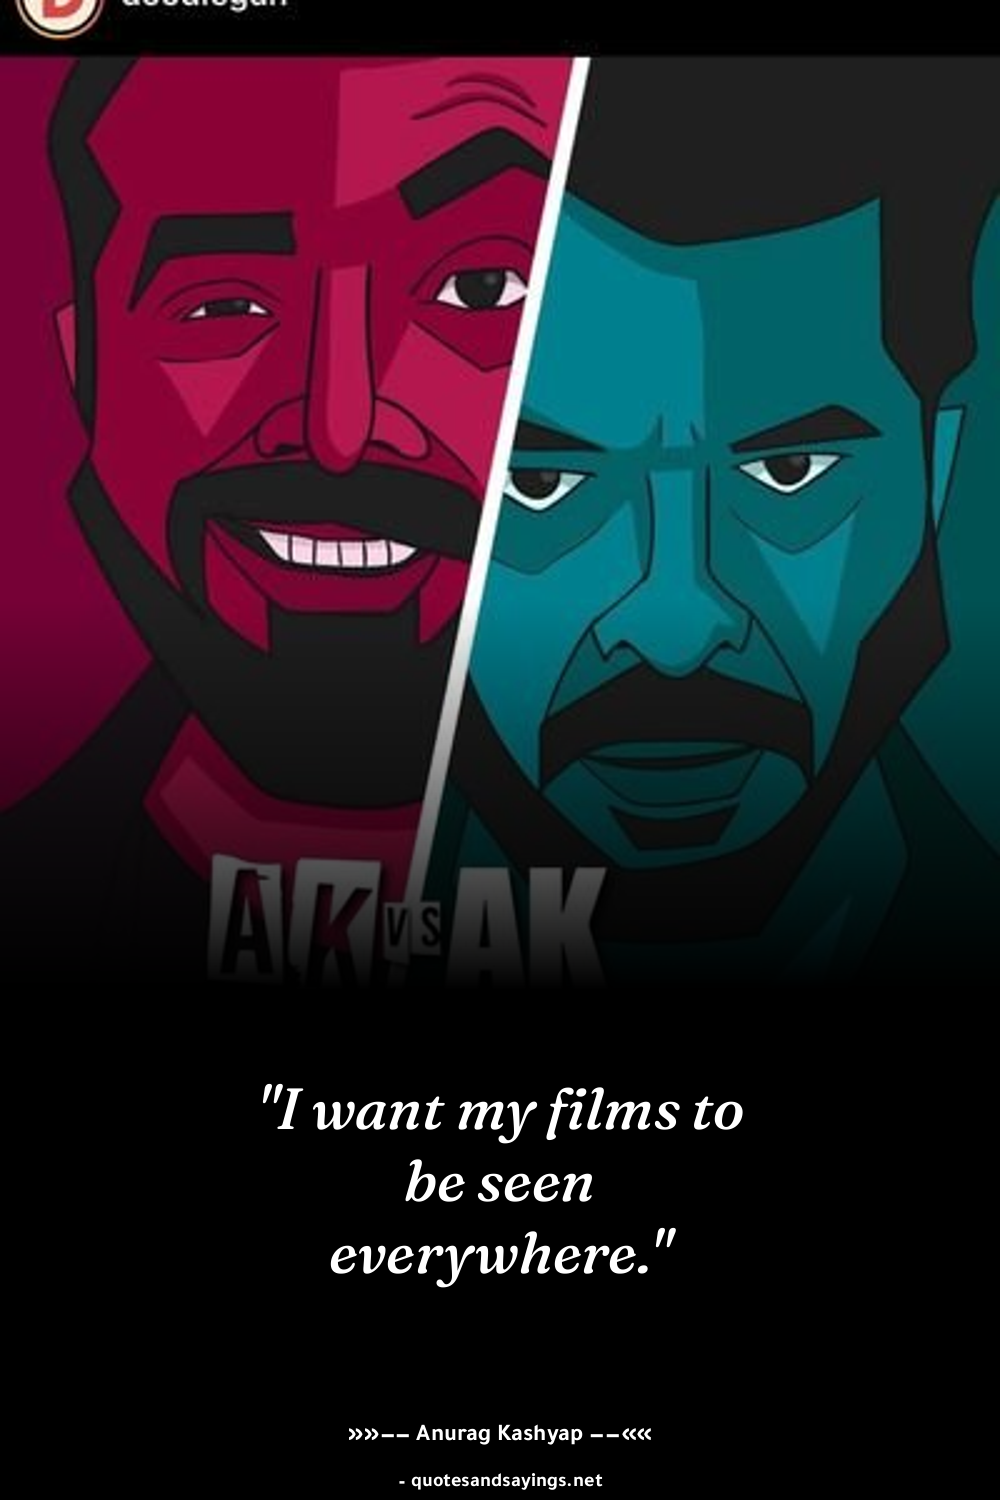 AK VS AK
"I want my films to
be seen
everywhere."
»»–– Anurag Kashyap ––««
- quotesandsayings.net